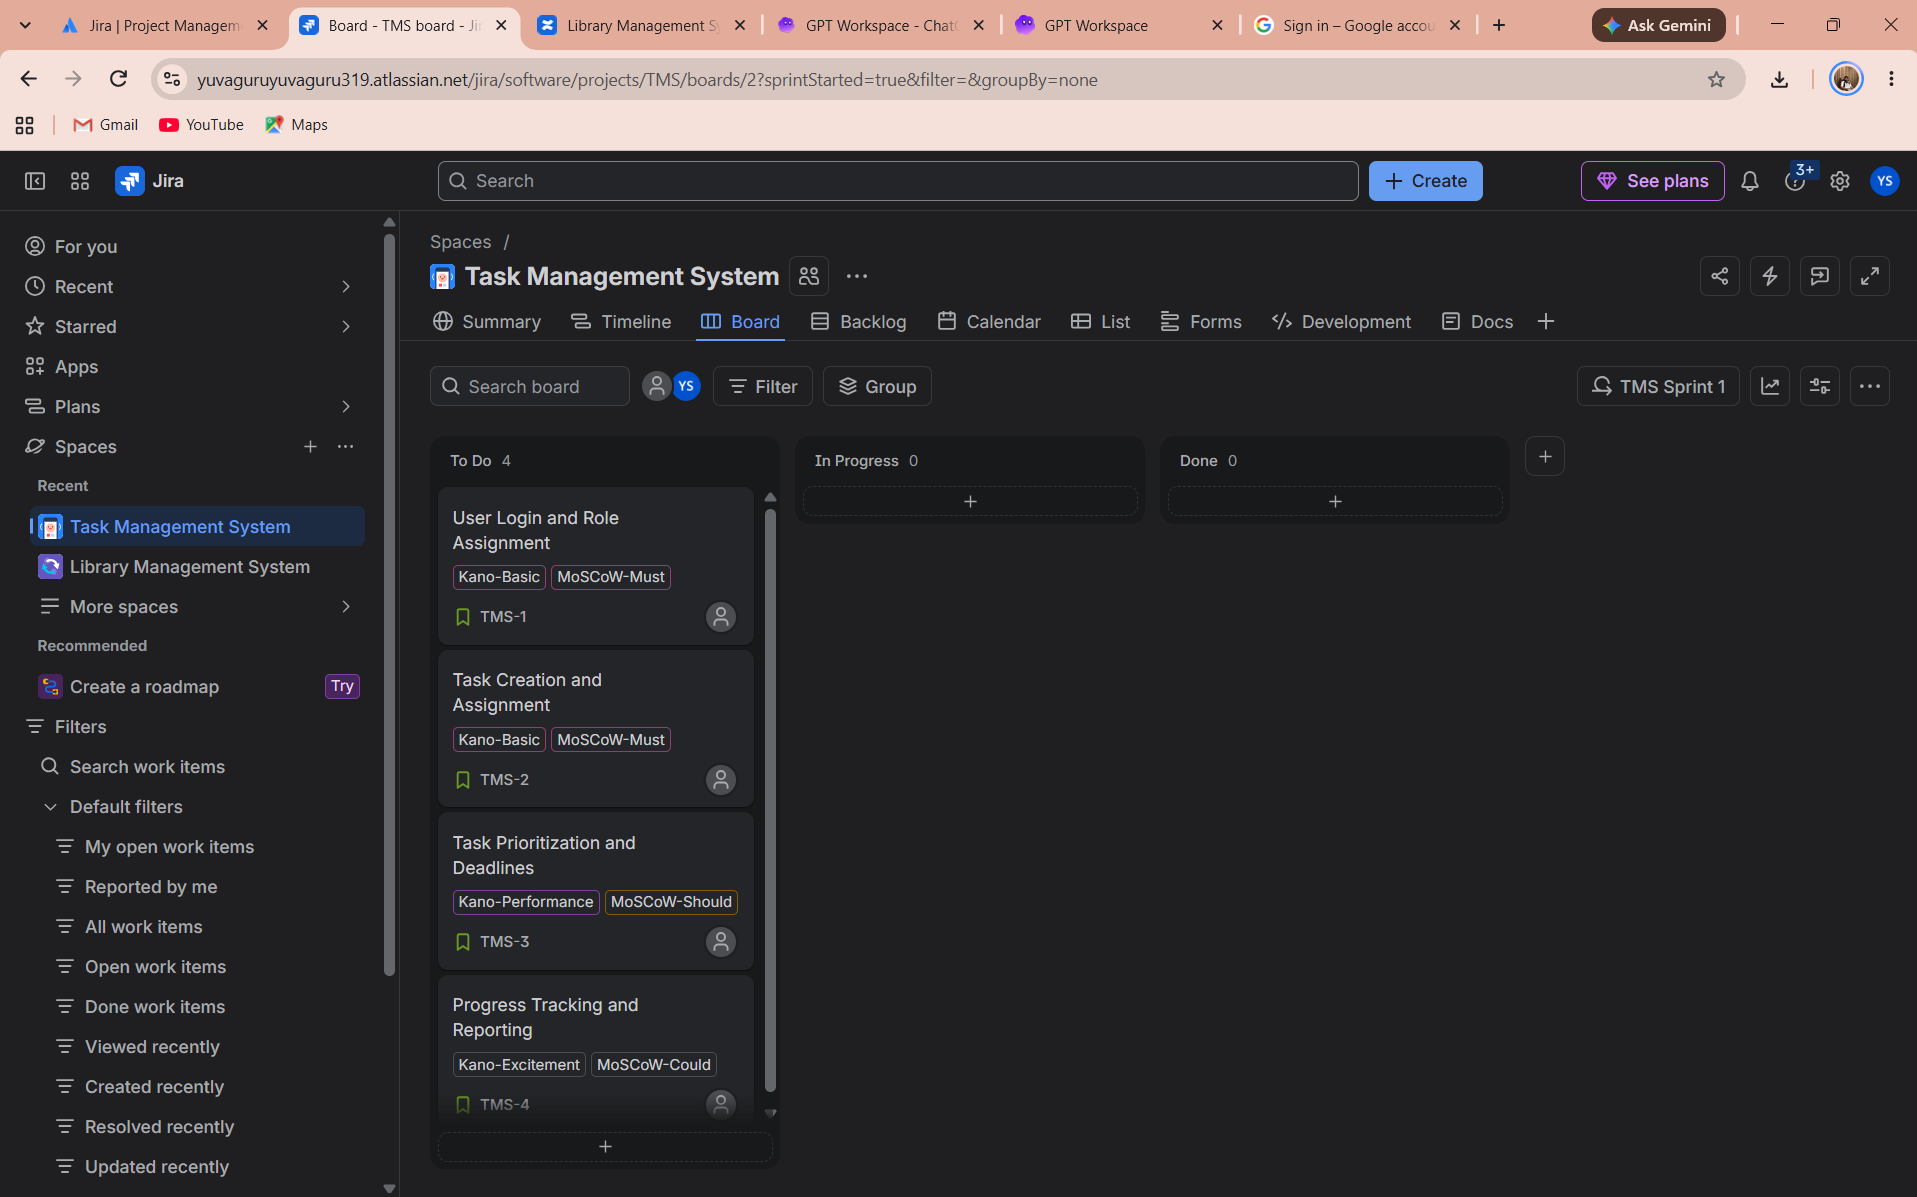 Jira | Project Managem
Board - TMS board - Ji
Library Management S
GPT Workspace - Chat
GPT Workspace
Sign in – Google accou
Ask Gemini
yuvaguruyuvaguru319.atlassian.net/jira/software/projects/TMS/boards/2?sprintStarted=true&filter=&groupBy=none
Gmail
YouTube
Maps
Jira
Search
Create
See plans
3+
YS
For you
Recent
Starred
Apps
Plans
Spaces
Recent
Task Management System
Library Management System
More spaces
Recommended
Create a roadmap
Try
Filters
Search work items
Default filters
My open work items
Reported by me
All work items
Open work items
Done work items
Viewed recently
Created recently
Resolved recently
Updated recently
Spaces /
Task Management System
Summary
Timeline
Board
Backlog
Calendar
List
Forms
Development
Docs
Search board
YS
Filter
Group
TMS Sprint 1
To Do 4
User Login and Role
Assignment
Kano-Basic MoSCoW-Must
TMS-1
Task Creation and
Assignment
Kano-Basic MoSCoW-Must
TMS-2
Task Prioritization and
Deadlines
Kano-Performance MoSCoW-Should
TMS-3
Progress Tracking and
Reporting
Kano-Excitement MoSCoW-Could
TMS-4
In Progress 0
Done 0